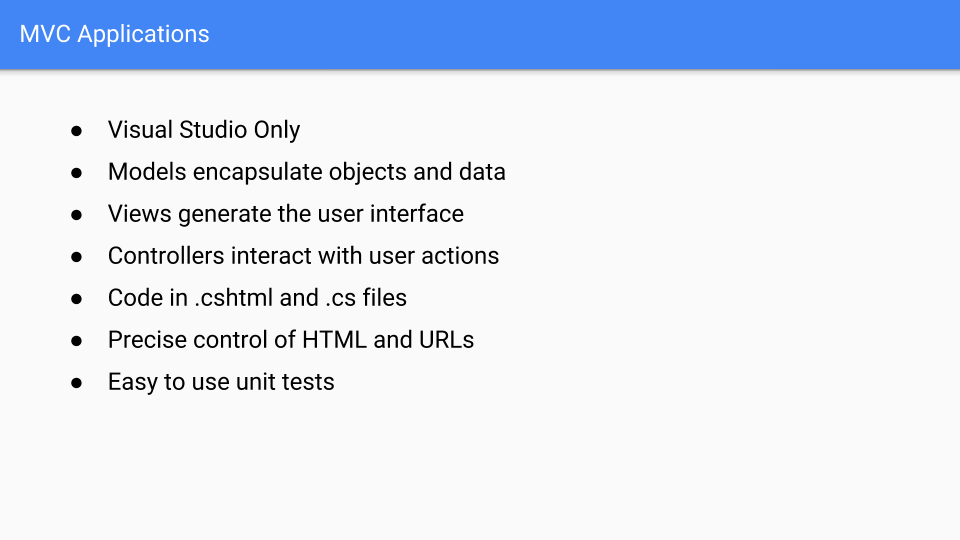 MVC Applications
● Visual Studio Only
● Models encapsulate objects and data
● Views generate the user interface
● Controllers interact with user actions
● Code in .cshtml and .cs files
● Precise control of HTML and URLs
● Easy to use unit tests